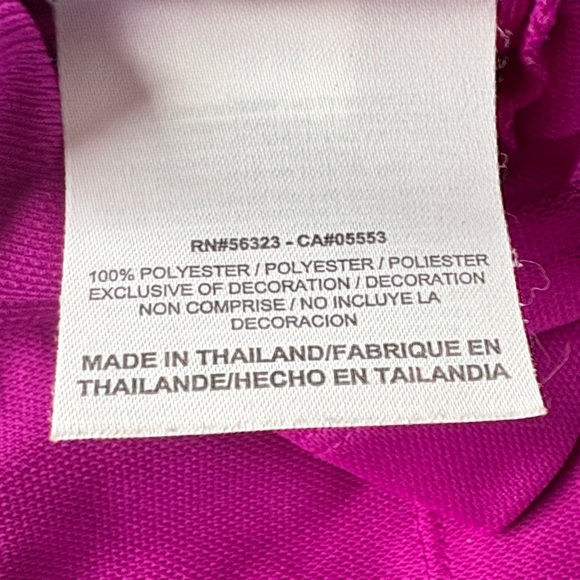 RN#56323 - CA#05553
100% POLYESTER / POLYESTER / POLIESTER
EXCLUSIVE OF DECORATION / DECORATION
NON COMPRISE / NO INCLUYE LA
DECORACION
MADE IN THAILAND/FABRIQUE EN
THAILANDE/HECHO EN TAILANDIA